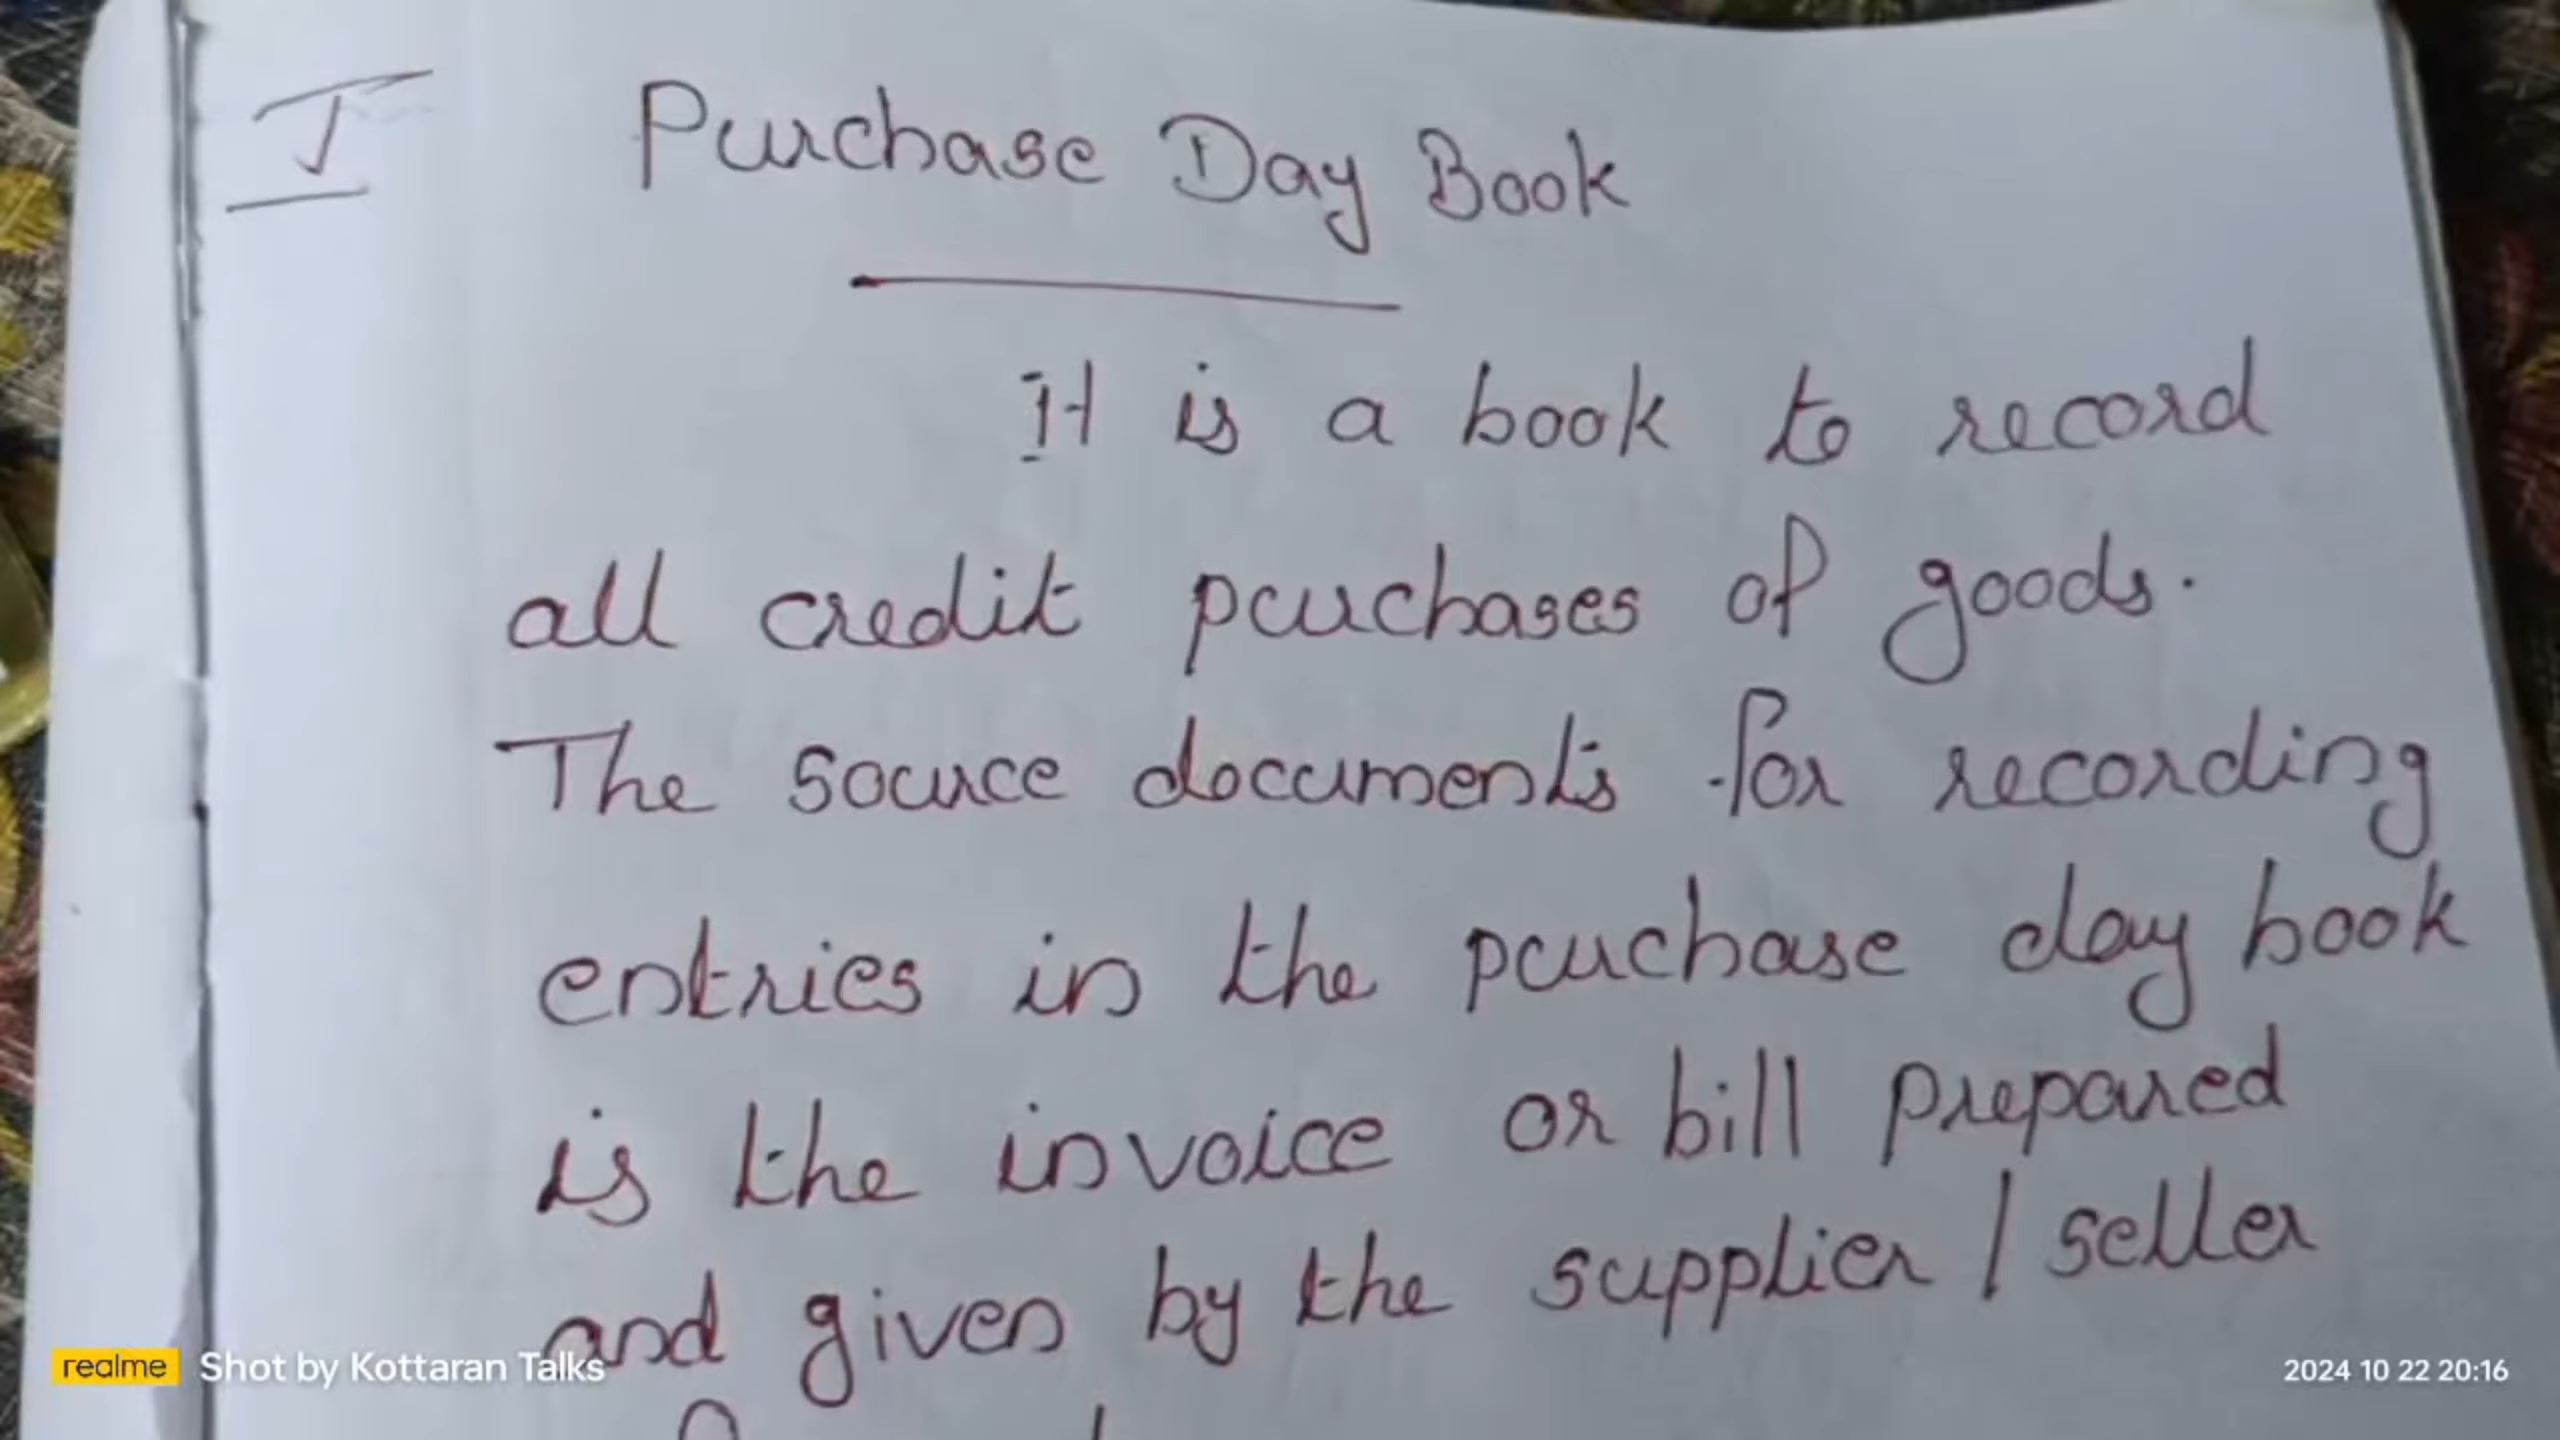 I Purchase Day Book
It is a book to record
all credit purchases of goods.
The source documents for recording
entries in the purchase day book
is the invoice or bill prepared
and given by the supplier / seller
realme Shot by Kottaran Talks 2024 10 22 20:16